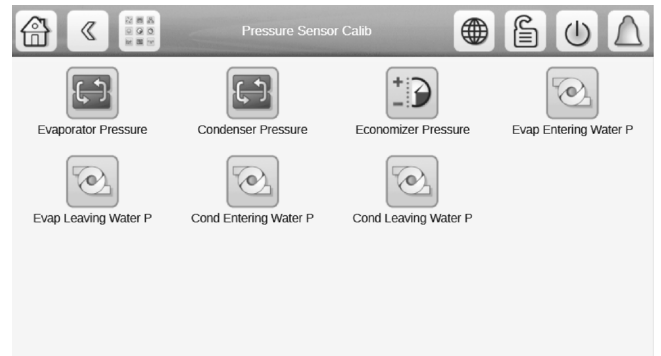 Pressure Sensor Calib
Evaporator Pressure
Condenser Pressure
Economizer Pressure
Evap Entering Water P
Evap Leaving Water P
Cond Entering Water P
Cond Leaving Water P